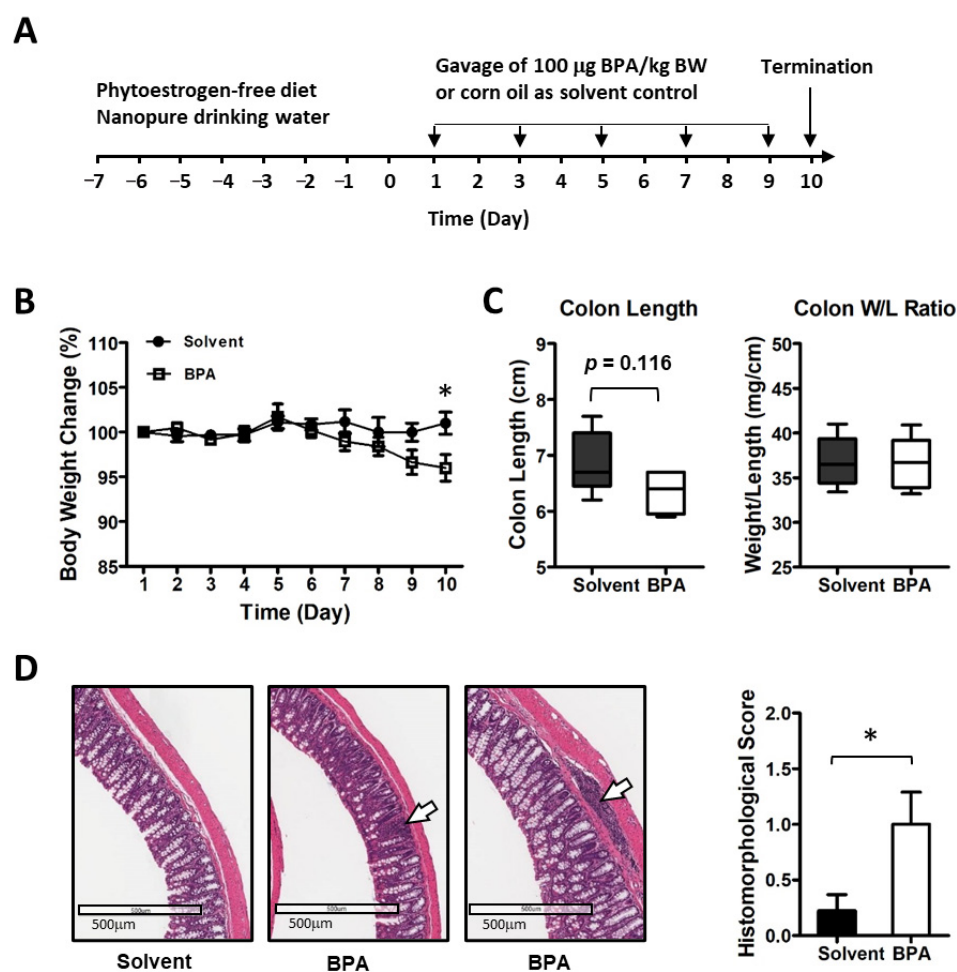 A
Phytoestrogen-free diet
Nanopure drinking water
Gavage of 100 μg BPA/kg BW
or corn oil as solvent control
Termination
−7 −6 −5 −4 −3 −2 −1 0 1 2 3 4 5 6 7 8 9 10
Time (Day)
B
Body Weight Change (%)
110
105
100
95
90
85
Solvent
BPA
*
1 2 3 4 5 6 7 8 9 10
Time (Day)
C
Colon Length
Colon Length (cm)
9
8
7
6
5
p = 0.116
Solvent BPA
Colon W/L Ratio
Weight/Length (mg/cm)
50
45
40
35
30
25
Solvent BPA
D
500um
500μm
Solvent
500um
500μm
BPA
500um
500μm
BPA
Histomorphological Score
2.0
1.5
1.0
0.5
0.0
*
Solvent BPA